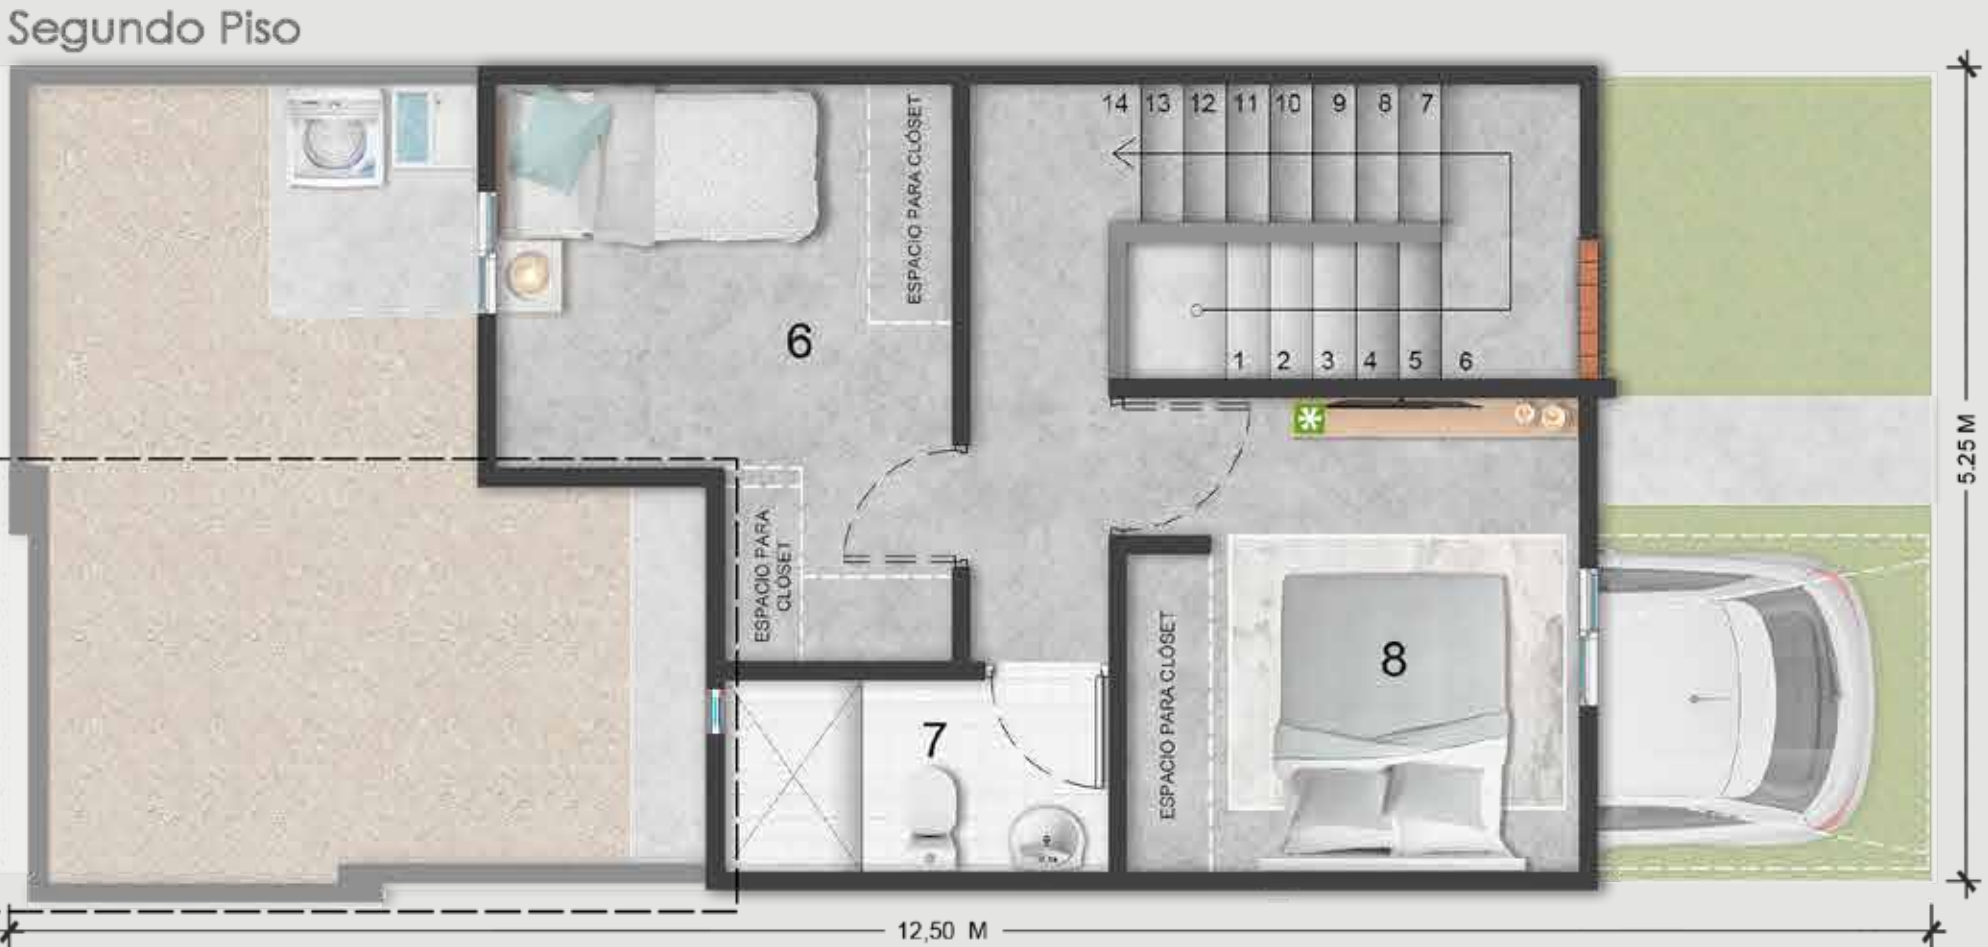 Segundo Piso
14 13 12 11 10 9 8 7
ESPACIO PARA CLÓSET
6
1 2 3 4 5 6
5.25 M
ESPACIO PARA
CLÓSET
ESPACIO PARA CLÓSET
8
7
12,50 M